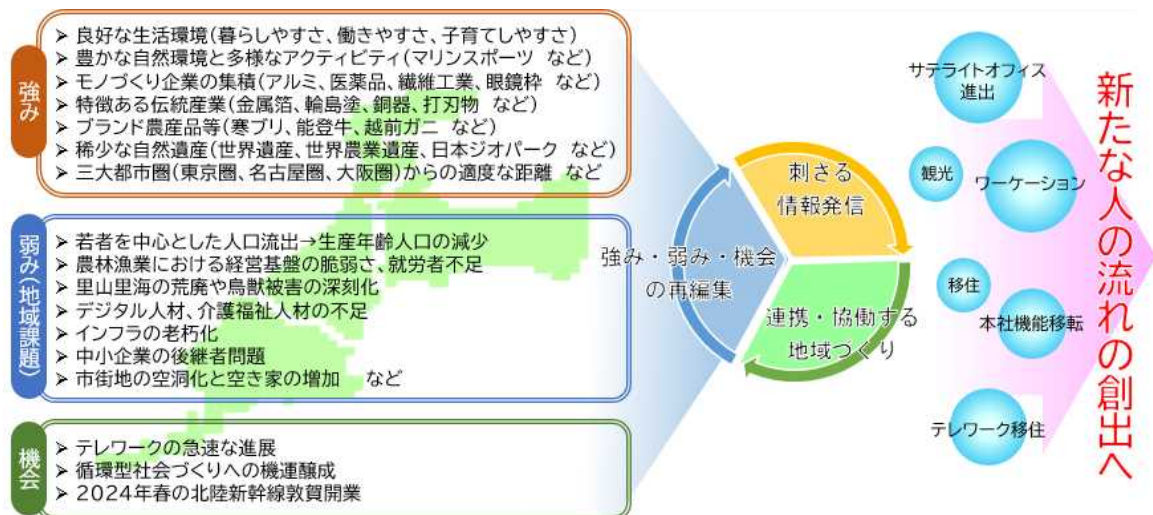 強み
➢ 良好な生活環境(暮らしやすさ、働きやすさ、子育てしやすさ)
➢ 豊かな自然環境と多様なアクティビティ(マリンスポーツ など)
➢ モノづくり企業の集積(アルミ、医薬品、繊維工業、眼鏡枠 など)
➢ 特徴ある伝統産業(金属箔、輪島塗、銅器、打刃物 など)
➢ ブランド農産品等(寒ブリ、能登牛、越前ガニ など)
➢ 稀少な自然遺産(世界遺産、世界農業遺産、日本ジオパーク など)
➢ 三大都市圏(東京圏、名古屋圏、大阪圏)からの適度な距離 など
弱み(地域課題)
➢ 若者を中心とした人口流出→生産年齢人口の減少
➢ 農林漁業における経営基盤の脆弱さ、就労者不足
➢ 里山里海の荒廃や鳥獣被害の深刻化
➢ デジタル人材、介護福祉人材の不足
➢ インフラの老朽化
➢ 中小企業の後継者問題
➢ 市街地の空洞化と空き家の増加 など
機会
➢ テレワークの急速な進展
➢ 循環型社会づくりへの機運醸成
➢ 2024年春の北陸新幹線敦賀開業
強み・弱み・機会
の再編集
刺さる
情報発信
連携・協働する
地域づくり
サテライトオフィス
進出
観光
ワーケーション
移住
本社機能移転
テレワーク移住
新たな人の流れの創出へ